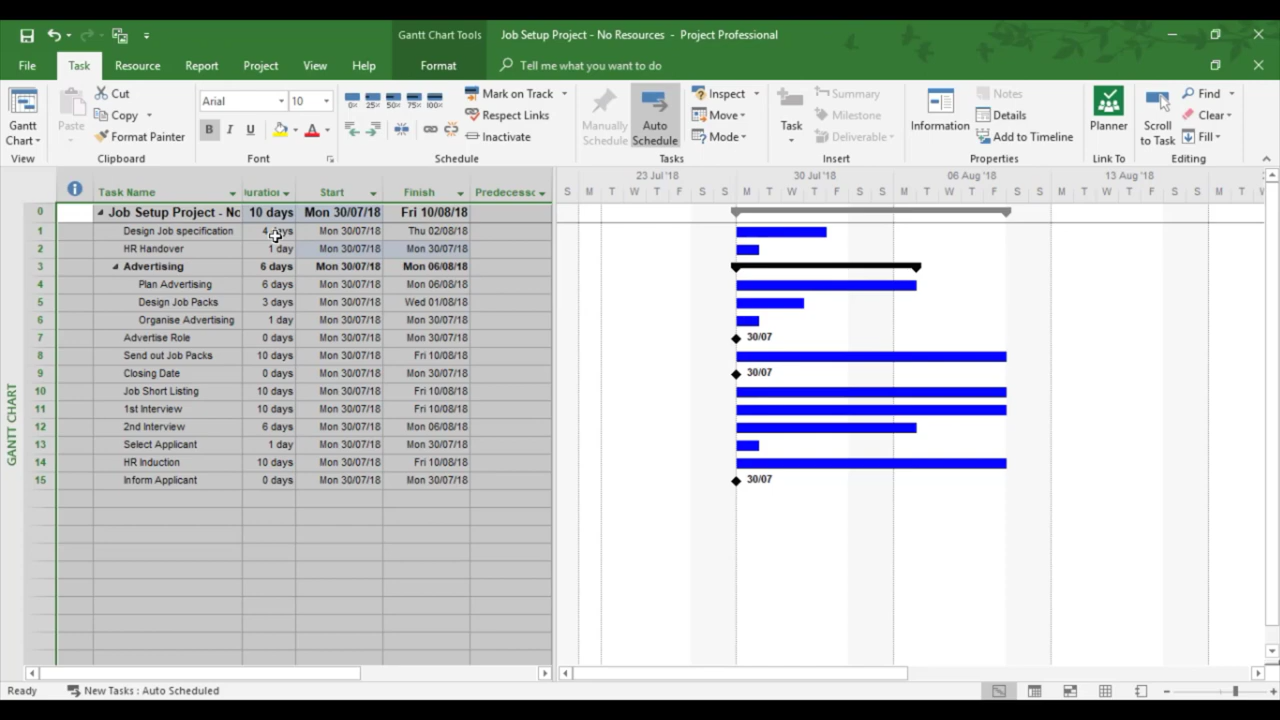 Gantt Chart Tools
Job Setup Project - No Resources - Project Professional
File Task Resource Report Project View Help Format Tell me what you want to do
Gantt Chart
View
Paste
Cut
Copy
Format Painter
Clipboard
Arial 10
B I U A
Font
0% 25% 50% 75% 100%
Mark on Track
Respect Links
Inactivate
Schedule
Manually Schedule
Auto Schedule
Inspect
Move
Mode
Tasks
Task
Summary
Milestone
Deliverable
Insert
Information
Notes
Details
Add to Timeline
Properties
Planner
Link To
Scroll to Task
Find
Clear
Fill
Editing
Task Name uration Start Finish Predecesso
23 Jul '18 30 Jul '18 06 Aug '18 13 Aug '18
S M T W T F S S M T W T F S S M T W T F S S M T W T F S S M T
0 Job Setup Project - No 10 days Mon 30/07/18 Fri 10/08/18
1 Design Job specification 4 days Mon 30/07/18 Thu 02/08/18
2 HR Handover 1 day Mon 30/07/18 Mon 30/07/18
3 Advertising 6 days Mon 30/07/18 Mon 06/08/18
4 Plan Advertising 6 days Mon 30/07/18 Mon 06/08/18
5 Design Job Packs 3 days Mon 30/07/18 Wed 01/08/18
6 Organise Advertising 1 day Mon 30/07/18 Mon 30/07/18
7 Advertise Role 0 days Mon 30/07/18 Mon 30/07/18 30/07
8 Send out Job Packs 10 days Mon 30/07/18 Fri 10/08/18
9 Closing Date 0 days Mon 30/07/18 Mon 30/07/18 30/07
10 Job Short Listing 10 days Mon 30/07/18 Fri 10/08/18
11 1st Interview 10 days Mon 30/07/18 Fri 10/08/18
12 2nd Interview 6 days Mon 30/07/18 Mon 06/08/18
13 Select Applicant 1 day Mon 30/07/18 Mon 30/07/18
14 HR Induction 10 days Mon 30/07/18 Fri 10/08/18
15 Inform Applicant 0 days Mon 30/07/18 Mon 30/07/18 30/07
GANTT CHART
Ready New Tasks : Auto Scheduled